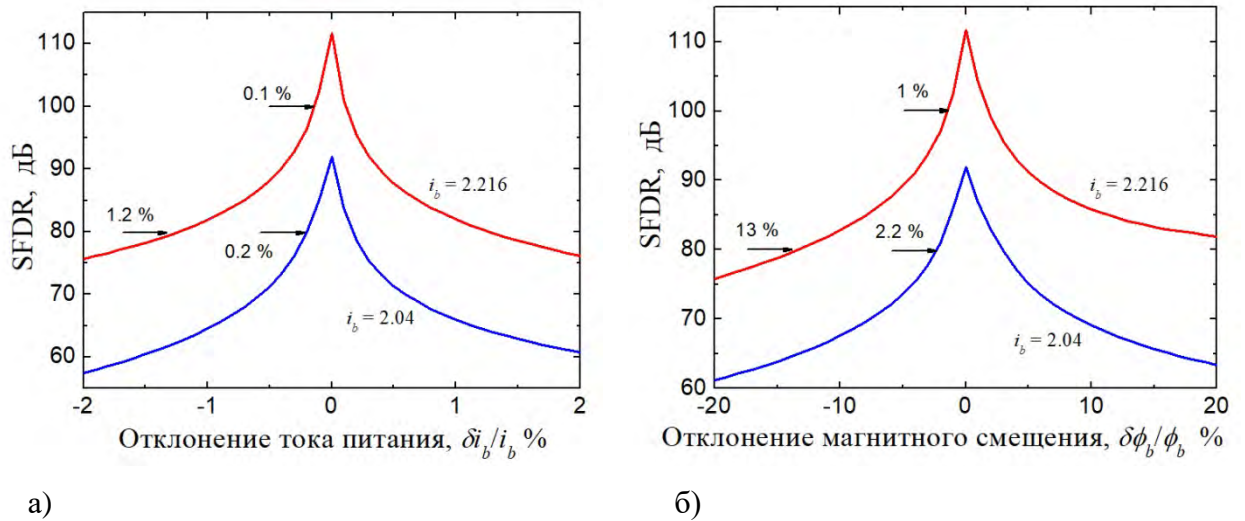 SFDR, дБ
110
100
90
80
70
60
0.1 %
1.2 %
0.2 %
i_b = 2.216
i_b = 2.04
-2
-1
0
1
2
Отклонение тока питания, δi_b/i_b %
а)
SFDR, дБ
110
100
90
80
70
60
1 %
13 %
2.2 %
i_b = 2.216
i_b = 2.04
-20
-10
0
10
20
Отклонение магнитного смещения, δϕ_b/ϕ_b %
б)